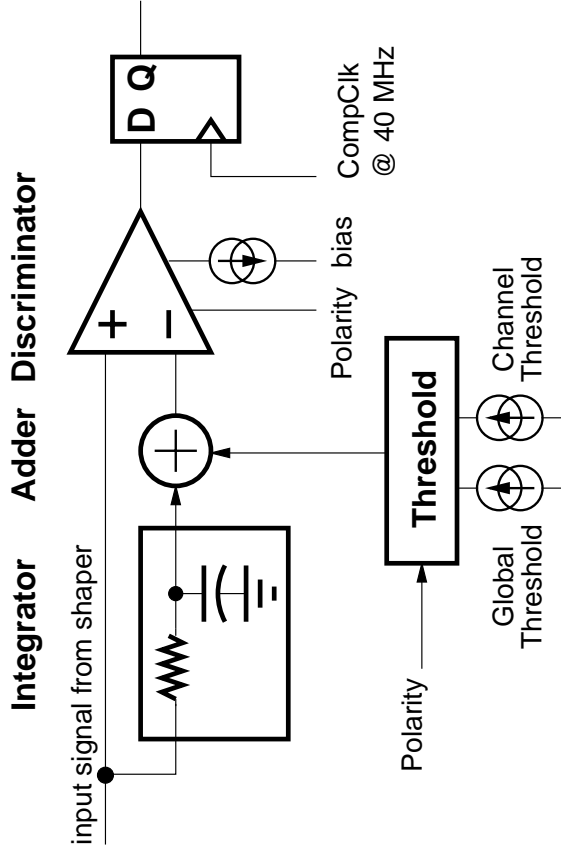 Integrator Adder Discriminator
input signal from shaper
+
−
D Q
Polarity bias
CompClk
@ 40 MHz
Polarity
Threshold
Global
Threshold
Channel
Threshold